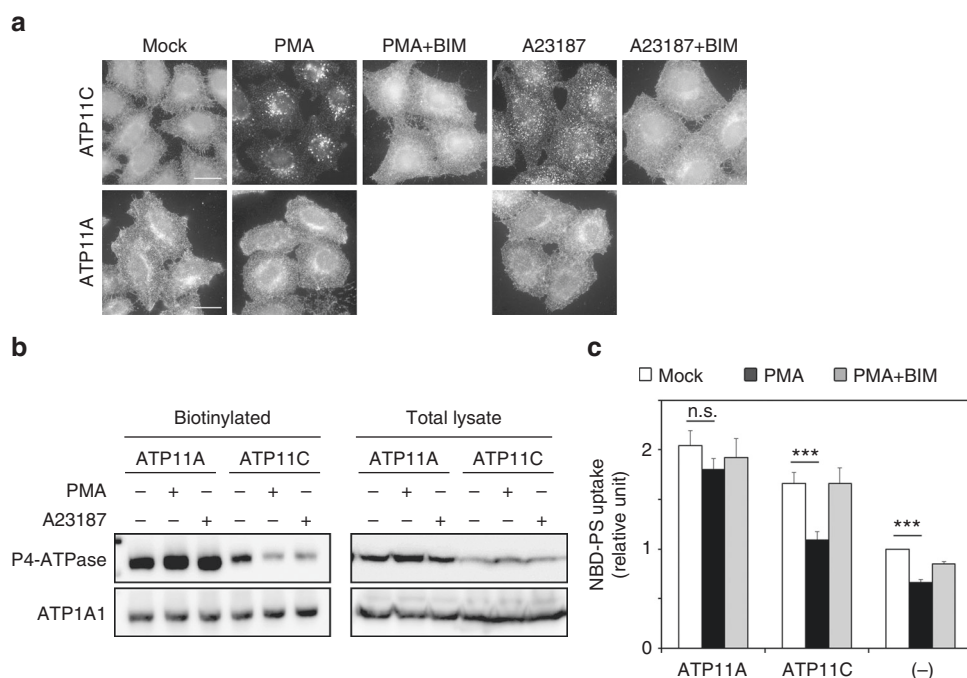 a
Mock PMA PMA+BIM A23187 A23187+BIM
ATP11C
ATP11A
b
Biotinylated Total lysate
ATP11A ATP11C ATP11A ATP11C
PMA – + – – + – – + – – + –
A23187 – – + – – + – – + – – +
P4-ATPase
ATP1A1
c
Mock PMA PMA+BIM
NBD-PS uptake
(relative unit)
2
1
0
n.s.
***
***
ATP11A ATP11C (–)